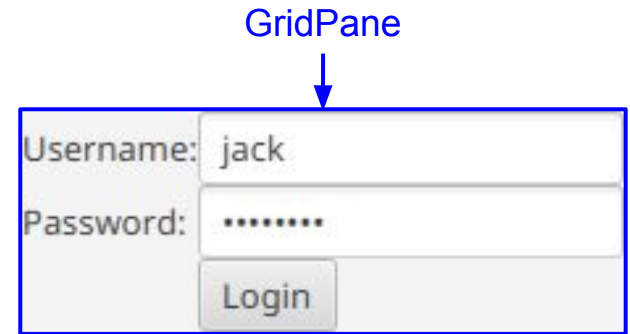 GridPane
Username: jack
Password: ••••••••
Login